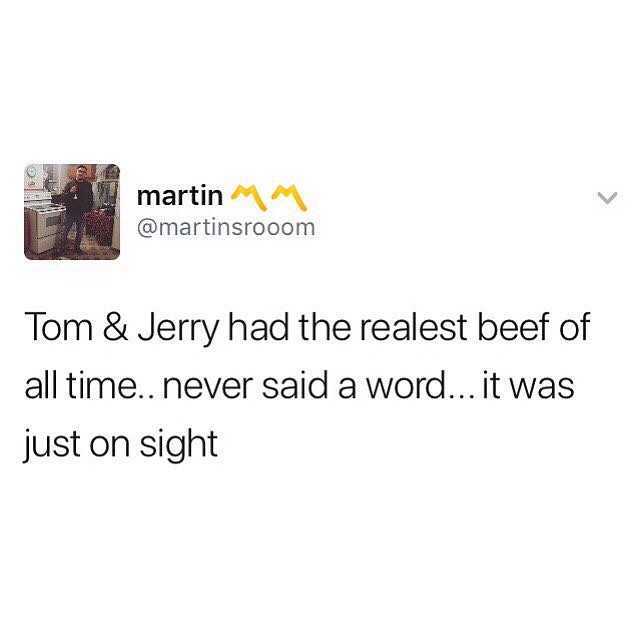 martin 〽️〽️
@martinsrooom
Tom & Jerry had the realest beef of
all time.. never said a word... it was
just on sight